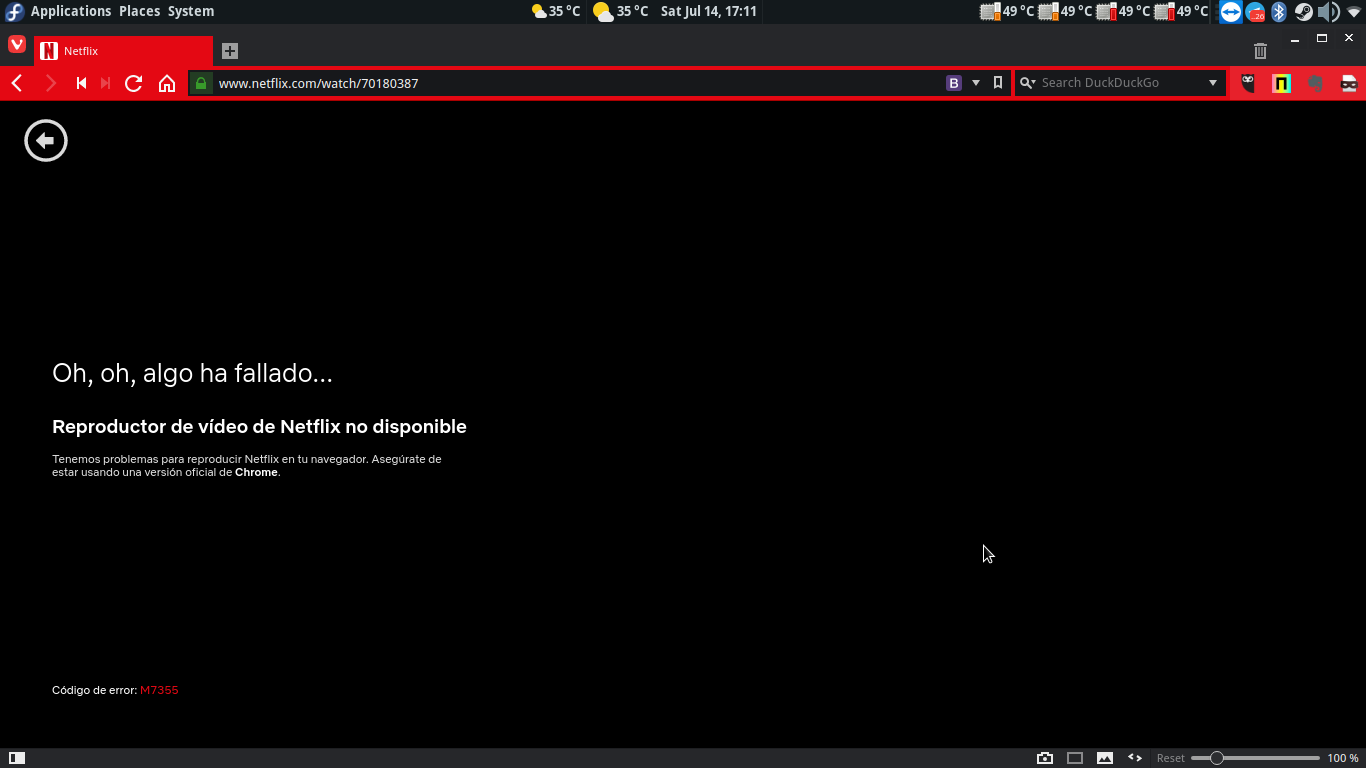 Applications Places System 35 °C 35 °C Sat Jul 14, 17:11 49 °C 49 °C 49 °C 49 °C
Netflix
www.netflix.com/watch/70180387 B Search DuckDuckGo
Oh, oh, algo ha fallado...
Reproductor de vídeo de Netflix no disponible
Tenemos problemas para reproducir Netflix en tu navegador. Asegúrate de
estar usando una versión oficial de Chrome.
Código de error: M7355
Reset 100 %